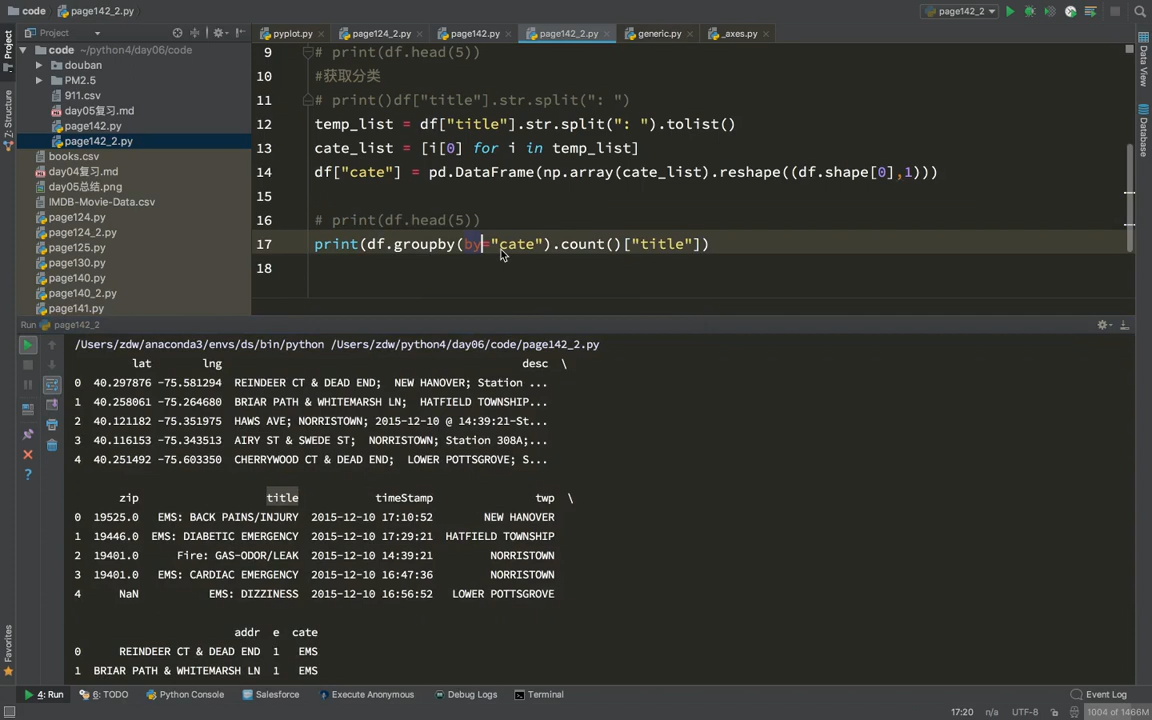 code > page142_2.py
page142_2
Project
pyplot.py
page124_2.py
page142.py
page142_2.py
generic.py
_axes.py
1: Project
7: Structure
Favorites
Data View
Database
code ~/python4/day06/code
douban
PM2.5
911.csv
day05复习.md
page142.py
page142_2.py
books.csv
day04复习.md
day05总结.png
IMDB-Movie-Data.csv
page124.py
page124_2.py
page125.py
page130.py
page140.py
page140_2.py
page141.py
9 # print(df.head(5))
10 #获取分类
11 # print()df["title"].str.split(": ")
12 temp_list = df["title"].str.split(": ").tolist()
13 cate_list = [i[0] for i in temp_list]
14 df["cate"] = pd.DataFrame(np.array(cate_list).reshape((df.shape[0],1)))
15
16 # print(df.head(5))
17 print(df.groupby(by="cate").count()["title"])
18
Run page142_2
/Users/zdw/anaconda3/envs/ds/bin/python /Users/zdw/python4/day06/code/page142_2.py
lat lng desc \
0 40.297876 -75.581294 REINDEER CT & DEAD END; NEW HANOVER; Station ...
1 40.258061 -75.264680 BRIAR PATH & WHITEMARSH LN; HATFIELD TOWNSHIP...
2 40.121182 -75.351975 HAWS AVE; NORRISTOWN; 2015-12-10 @ 14:39:21-St...
3 40.116153 -75.343513 AIRY ST & SWEDE ST; NORRISTOWN; Station 308A;...
4 40.251492 -75.603350 CHERRYWOOD CT & DEAD END; LOWER POTTSGROVE; S...
zip title timeStamp twp \
0 19525.0 EMS: BACK PAINS/INJURY 2015-12-10 17:10:52 NEW HANOVER
1 19446.0 EMS: DIABETIC EMERGENCY 2015-12-10 17:29:21 HATFIELD TOWNSHIP
2 19401.0 Fire: GAS-ODOR/LEAK 2015-12-10 14:39:21 NORRISTOWN
3 19401.0 EMS: CARDIAC EMERGENCY 2015-12-10 16:47:36 NORRISTOWN
4 NaN EMS: DIZZINESS 2015-12-10 16:56:52 LOWER POTTSGROVE
addr e cate
0 REINDEER CT & DEAD END 1 EMS
1 BRIAR PATH & WHITEMARSH LN 1 EMS
4: Run
6: TODO
Python Console
Salesforce
Execute Anonymous
Debug Logs
Terminal
Event Log
17:20 n/a UTF-8 1004 of 1466M